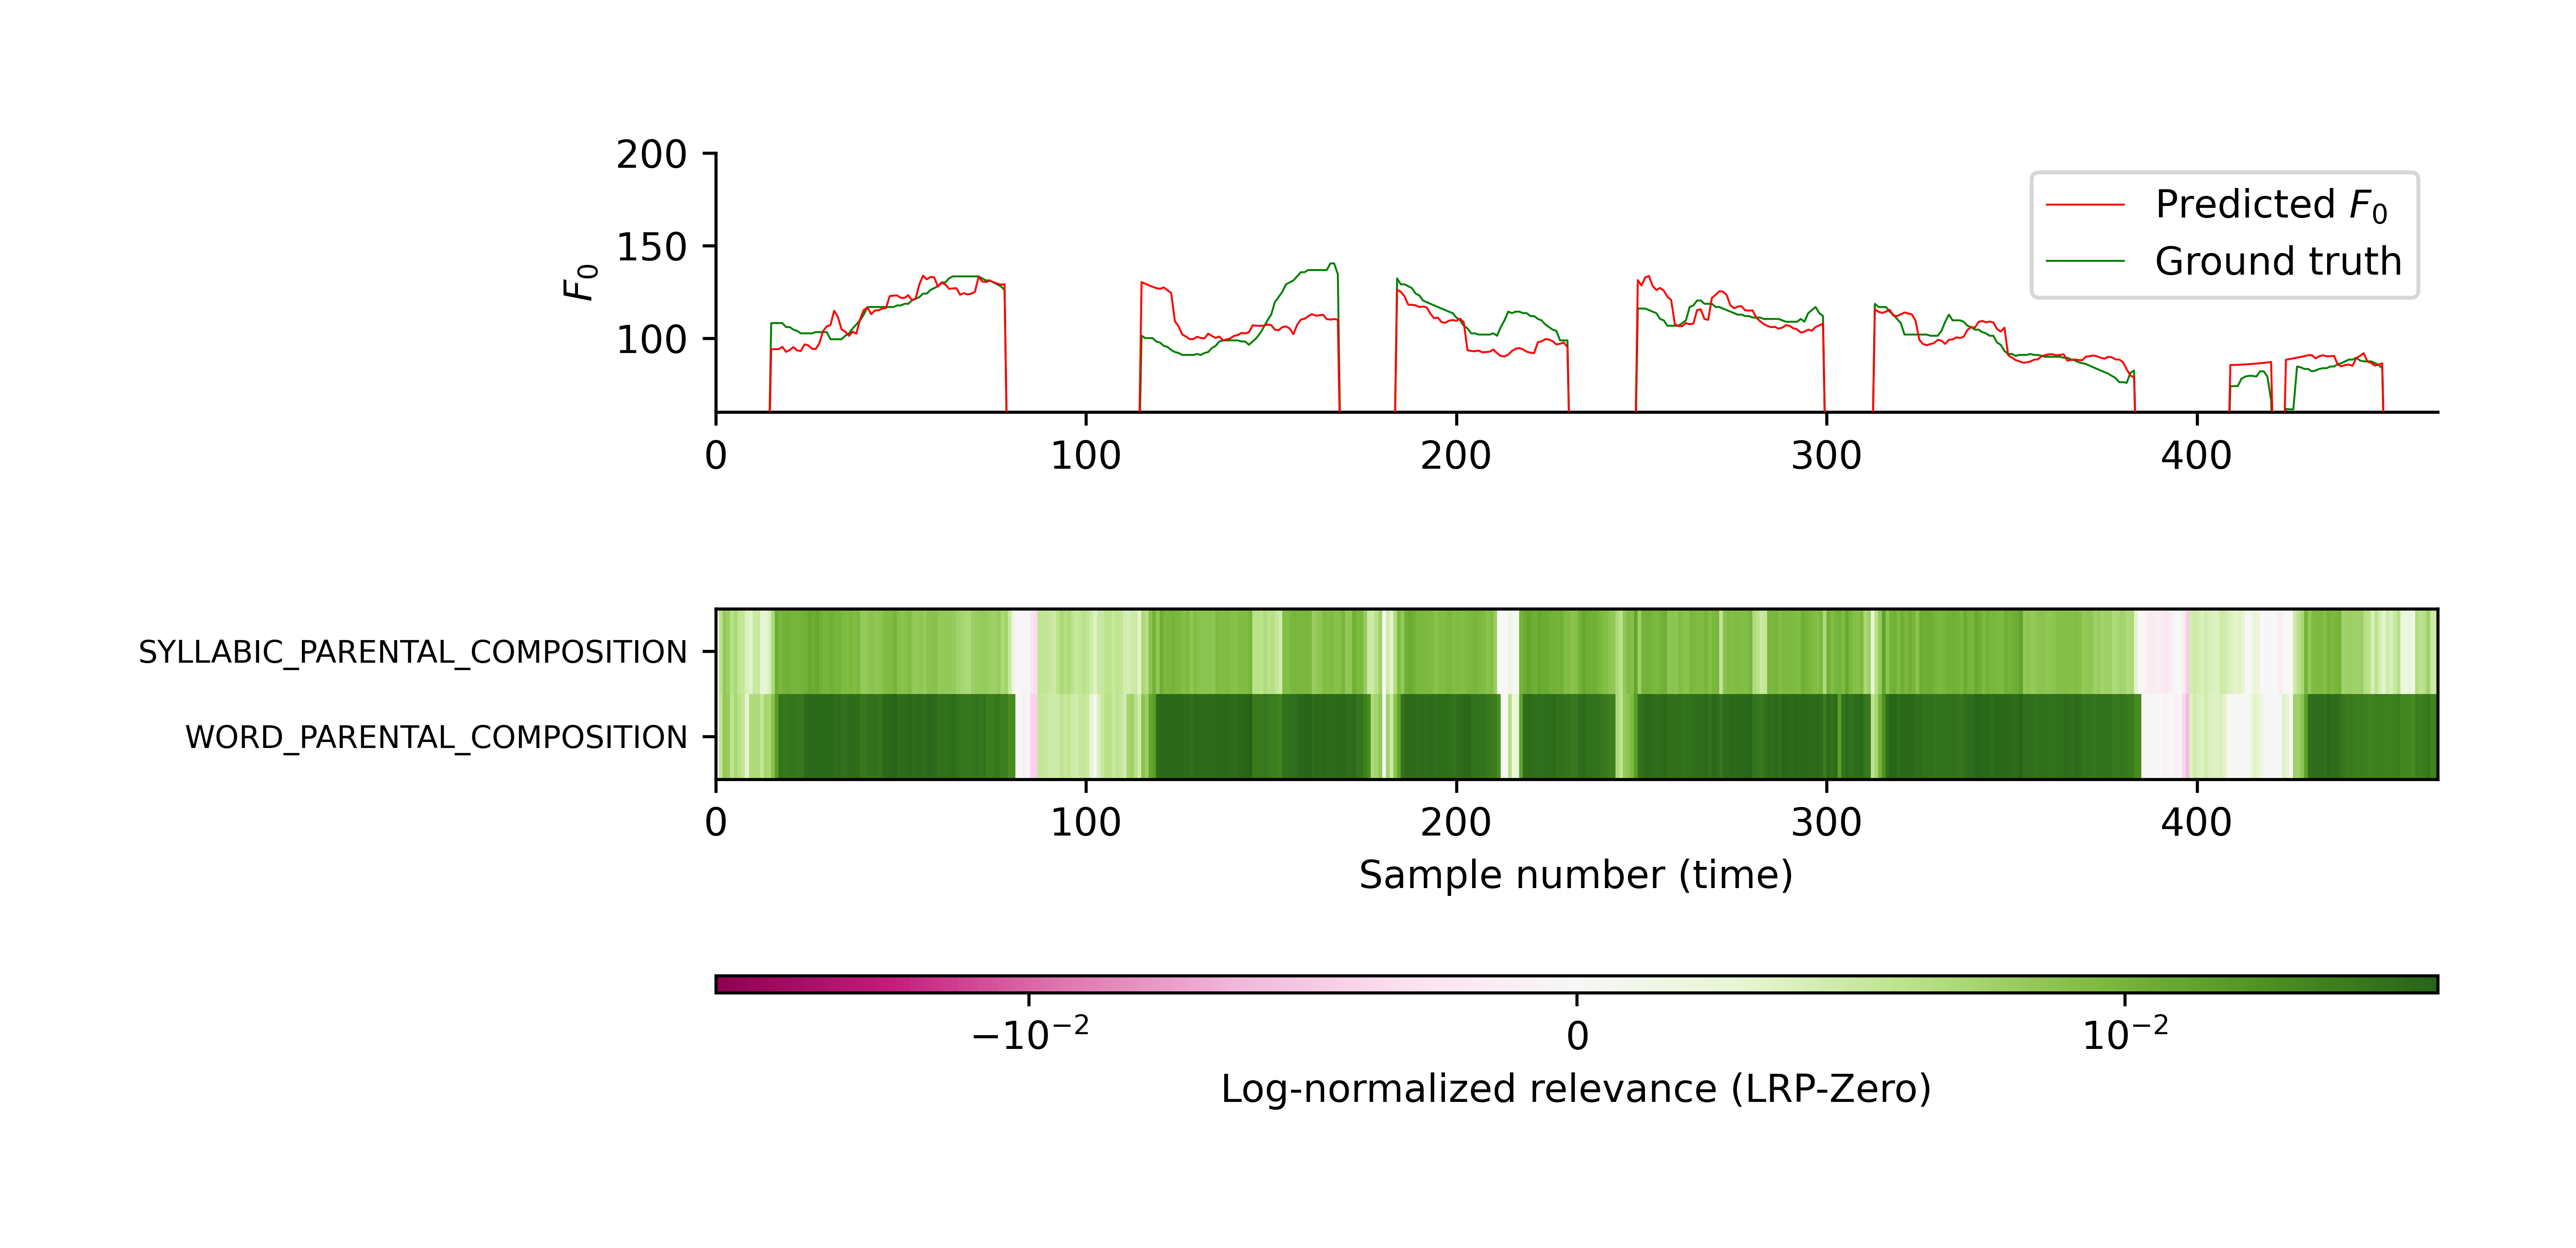 200
150
100
F0
Predicted F0
Ground truth
0 100 200 300 400
SYLLABIC_PARENTAL_COMPOSITION
WORD_PARENTAL_COMPOSITION
0 100 200 300 400
Sample number (time)
−10⁻² 0 10⁻²
Log-normalized relevance (LRP-Zero)